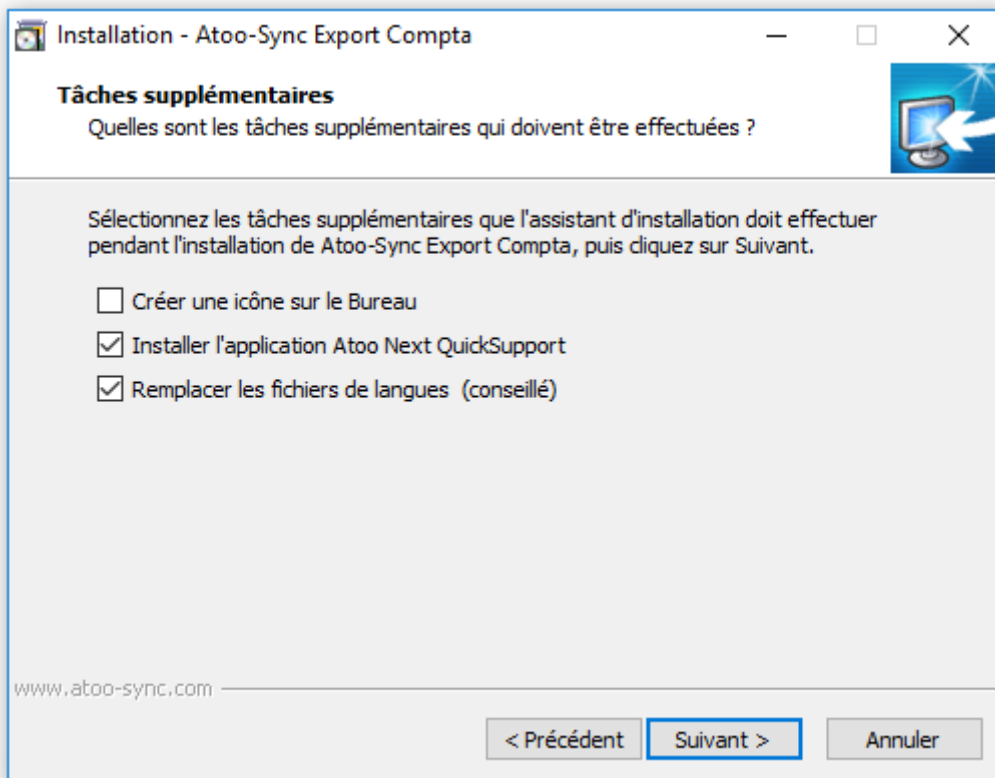 Installation - Atoo-Sync Export Compta
Tâches supplémentaires
Quelles sont les tâches supplémentaires qui doivent être effectuées ?
Sélectionnez les tâches supplémentaires que l'assistant d'installation doit effectuer
pendant l'installation de Atoo-Sync Export Compta, puis cliquez sur Suivant.
Créer une icône sur le Bureau
Installer l'application Atoo Next QuickSupport
Remplacer les fichiers de langues  (conseillé)
www.atoo-sync.com
< Précédent
Suivant >
Annuler